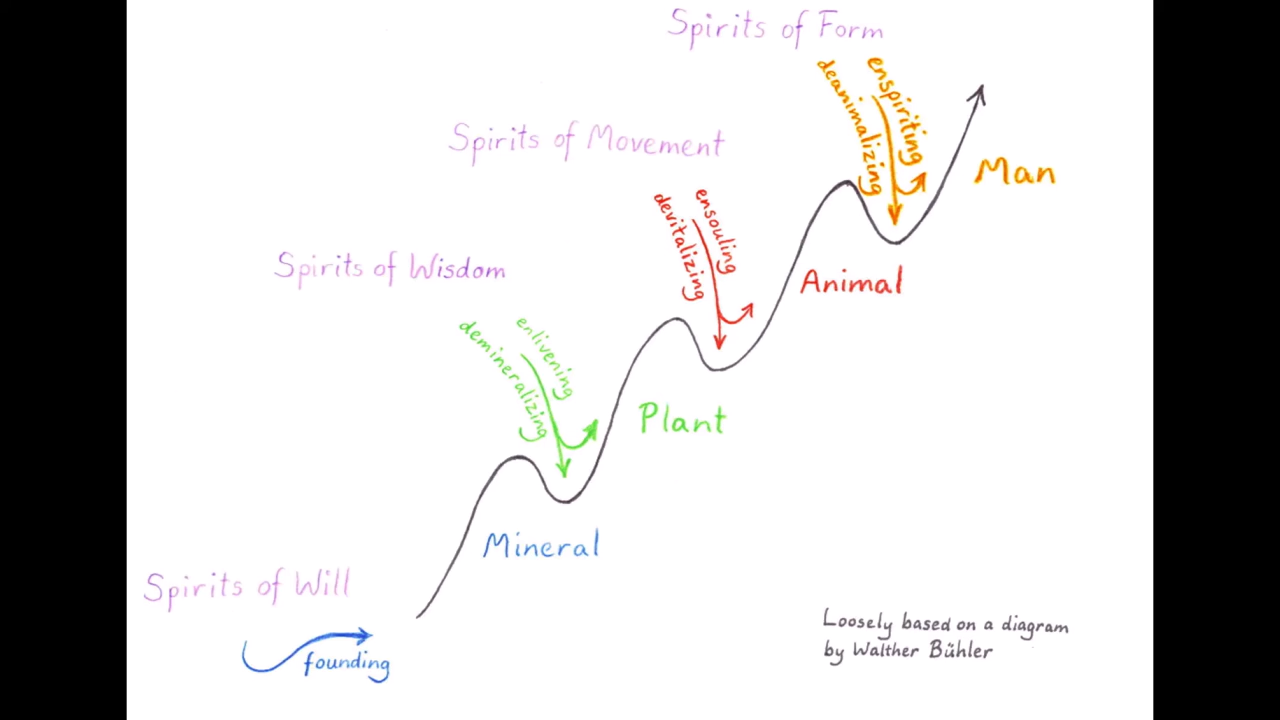 Spirits of Form
enspiriting
deanimalizing
Spirits of Movement
Man
ensouling
devitalizing
Spirits of Wisdom
Animal
enlivening
demineralizing
Plant
Mineral
Spirits of Will
founding
Loosely based on a diagram
by Walther Bühler